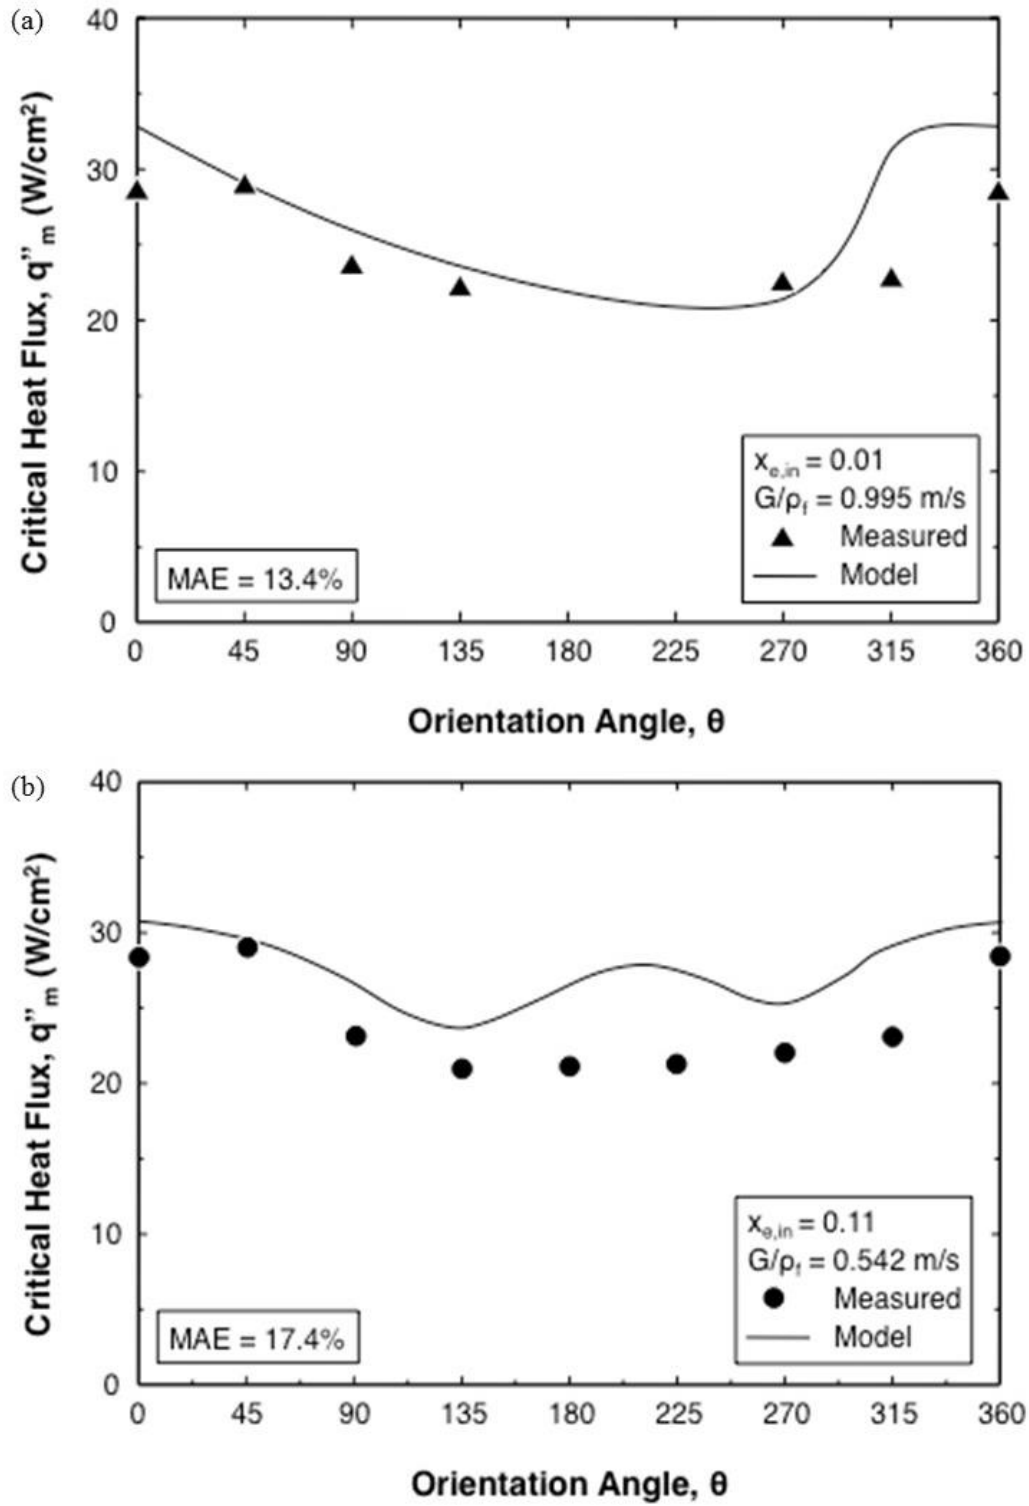 (a)
40
30
20
10
0
Critical Heat Flux, q"m (W/cm²)
xe,in = 0.01
G/ρf = 0.995 m/s
Measured
Model
MAE = 13.4%
0 45 90 135 180 225 270 315 360
Orientation Angle, θ
(b)
40
30
20
10
0
Critical Heat Flux, q"m (W/cm²)
xe,in = 0.11
G/ρf = 0.542 m/s
Measured
Model
MAE = 17.4%
0 45 90 135 180 225 270 315 360
Orientation Angle, θ